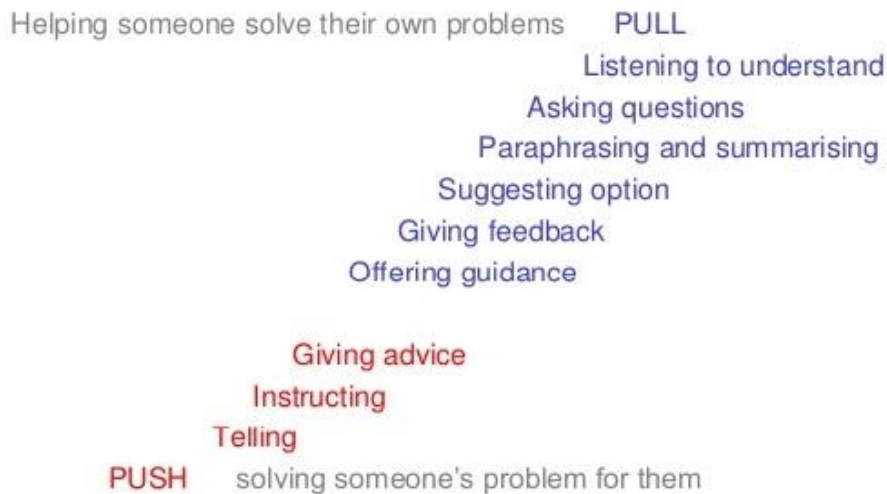 Helping someone solve their own problems PULL
Listening to understand
Asking questions
Paraphrasing and summarising
Suggesting option
Giving feedback
Offering guidance
Giving advice
Instructing
Telling
PUSH solving someone's problem for them